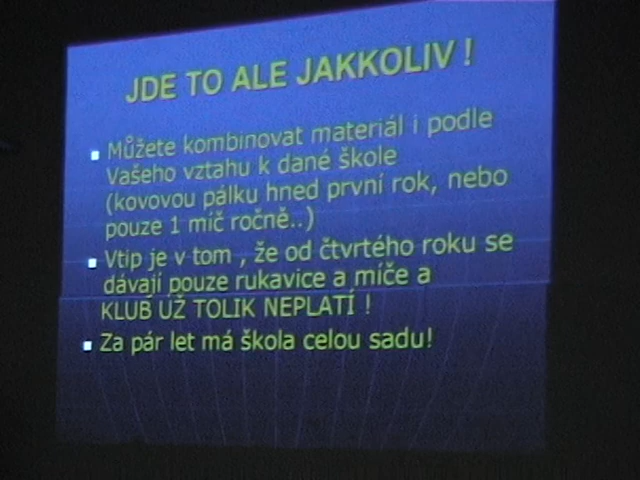 JDE TO ALE JAKKOLIV !
Můžete kombinovat materiál i podle
Vašeho vztahu k dané škole
(kovovou pálku hned první rok, nebo
pouze 1 míč ročně..)
Vtip je v tom , že od čtvrtého roku se
dávají pouze rukavice a míče a
KLUB UŽ TOLIK NEPLATÍ !
Za pár let má škola celou sadu!